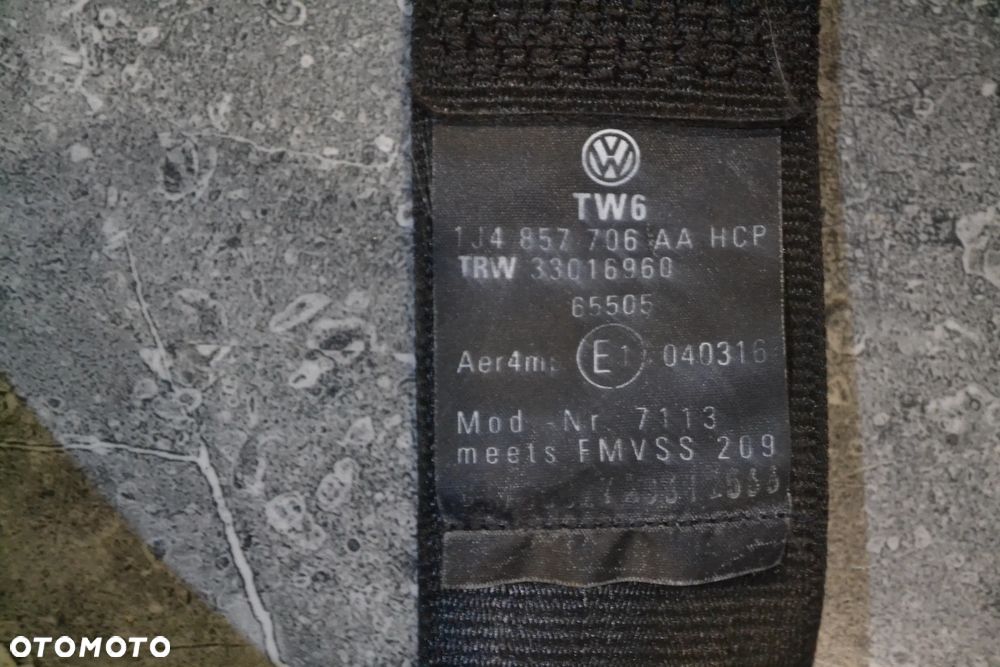 TW6
1J4 857 706 AA HCP
TRW 33016960
65505
Aer4m: E1 040316
Mod.-Nr. 7113
meets FMVSS 209
OTOMOTO